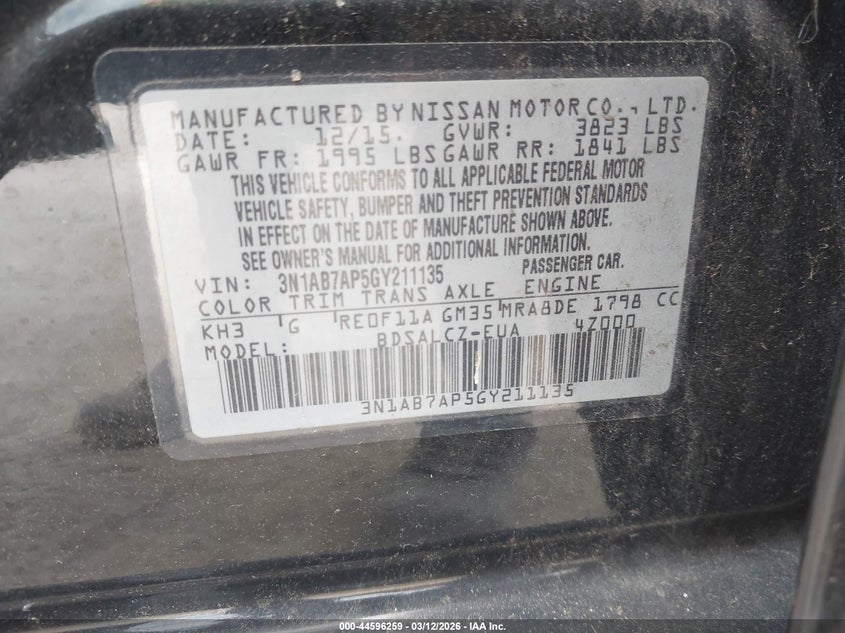 MANUFACTURED BY NISSAN MOTOR CO., LTD.
DATE: 12/15. GVWR: 3823 LBS
GAWR FR: 1995 LBS GAWR RR: 1841 LBS
THIS VEHICLE CONFORMS TO ALL APPLICABLE FEDERAL MOTOR
VEHICLE SAFETY, BUMPER AND THEFT PREVENTION STANDARDS
IN EFFECT ON THE DATE OF MANUFACTURE SHOWN ABOVE.
SEE OWNER'S MANUAL FOR ADDITIONAL INFORMATION.
VIN: 3N1AB7AP5GY211135 PASSENGER CAR.
COLOR TRIM TRANS AXLE ENGINE
KH3 G RE0F11A GM35 MRA8DE 1798 CC
MODEL: BDSALCZ-EUA 4Z000
3N1AB7AP5GY211135
000-44596259 - 03/12/2026 - IAA Inc.